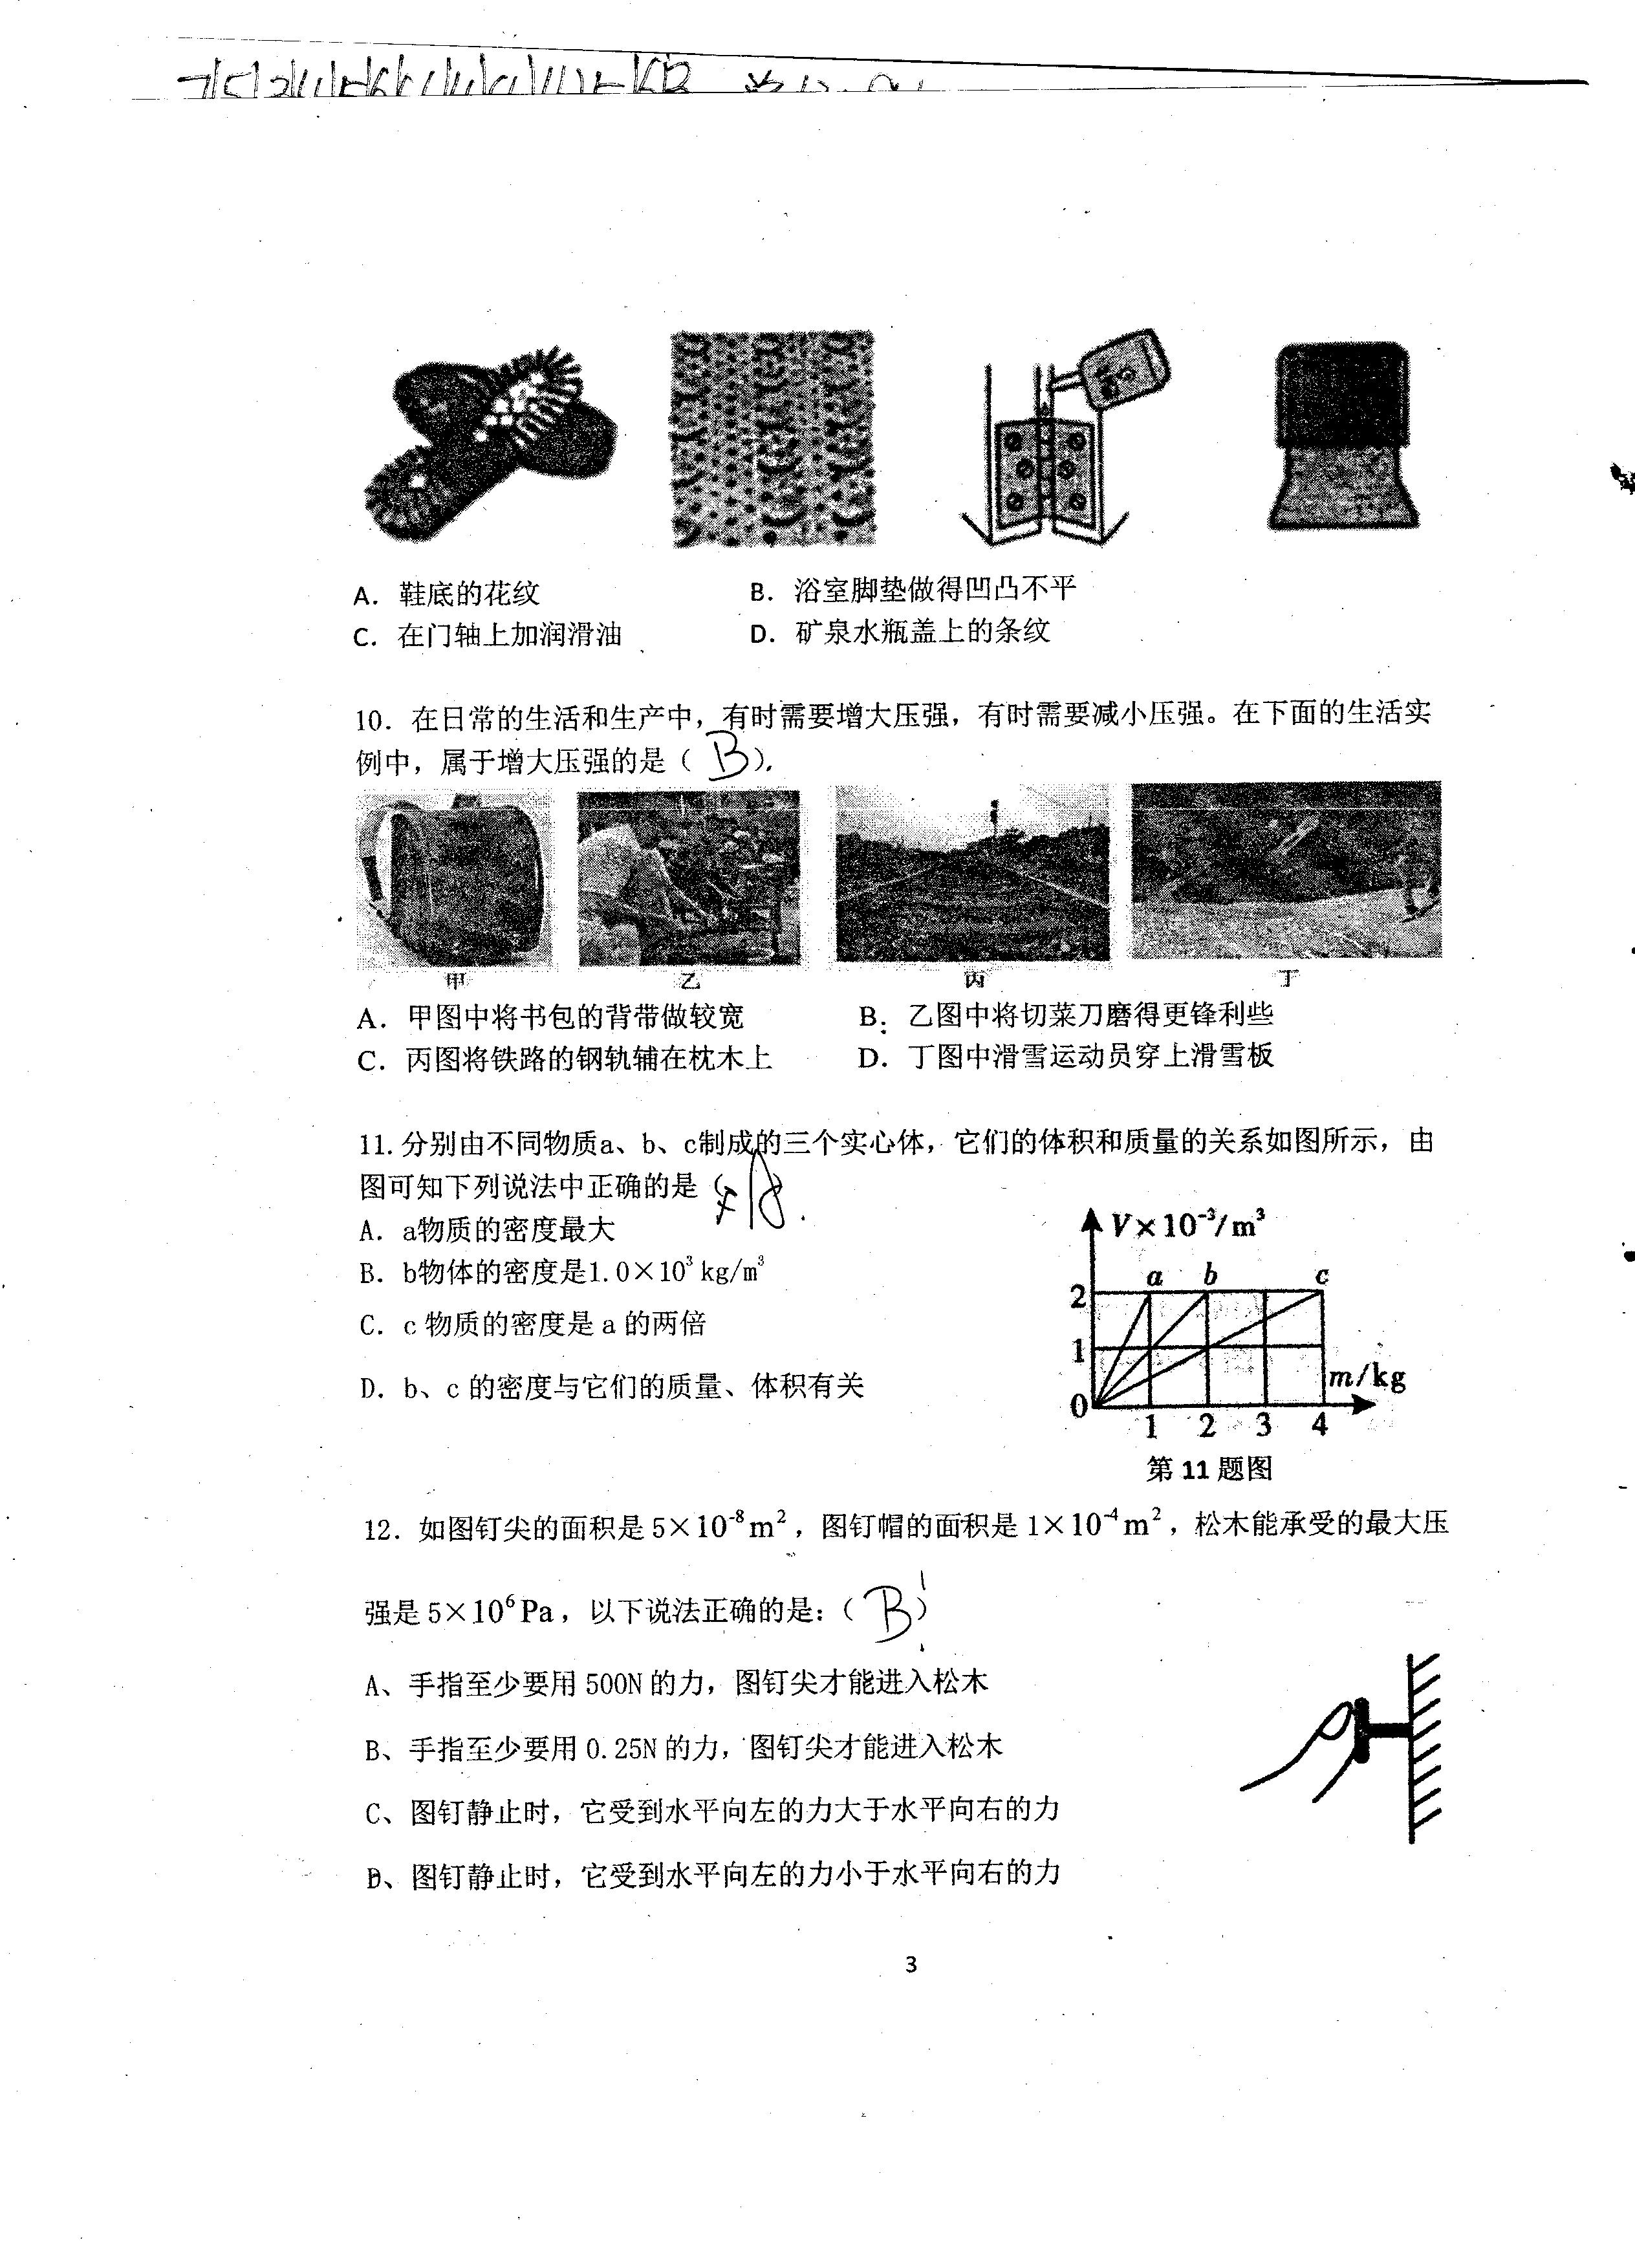 A. 鞋底的花纹 B. 浴室脚垫做得凹凸不平
C. 在门轴上加润滑油 D. 矿泉水瓶盖上的条纹
10. 在日常的生活和生产中，有时需要增大压强，有时需要减小压强。在下面的生活实
例中，属于增大压强的是（ B ）.
甲 乙 丙 丁
A. 甲图中将书包的背带做较宽 B. 乙图中将切菜刀磨得更锋利些
C. 丙图将铁路的钢轨辅在枕木上 D. 丁图中滑雪运动员穿上滑雪板
11. 分别由不同物质a、b、c制成的三个实心体，它们的体积和质量的关系如图所示，由
图可知下列说法中正确的是
A. a物质的密度最大
B. b物体的密度是1.0×10³ kg/m³
C. c 物质的密度是 a 的两倍
D. b、c 的密度与它们的质量、体积有关
V×10⁻³/m³
a b c
2
1
m/kg
0
1 2 3 4
第 11 题图
12. 如图钉尖的面积是 5×10⁻⁸ m²，图钉帽的面积是 1×10⁻⁴ m²，松木能承受的最大压
强是 5×10⁶ Pa，以下说法正确的是：（ B ）
A、手指至少要用 500N 的力，图钉尖才能进入松木
B、手指至少要用 0.25N 的力，图钉尖才能进入松木
C、图钉静止时，它受到水平向左的力大于水平向右的力
D、图钉静止时，它受到水平向左的力小于水平向右的力
3